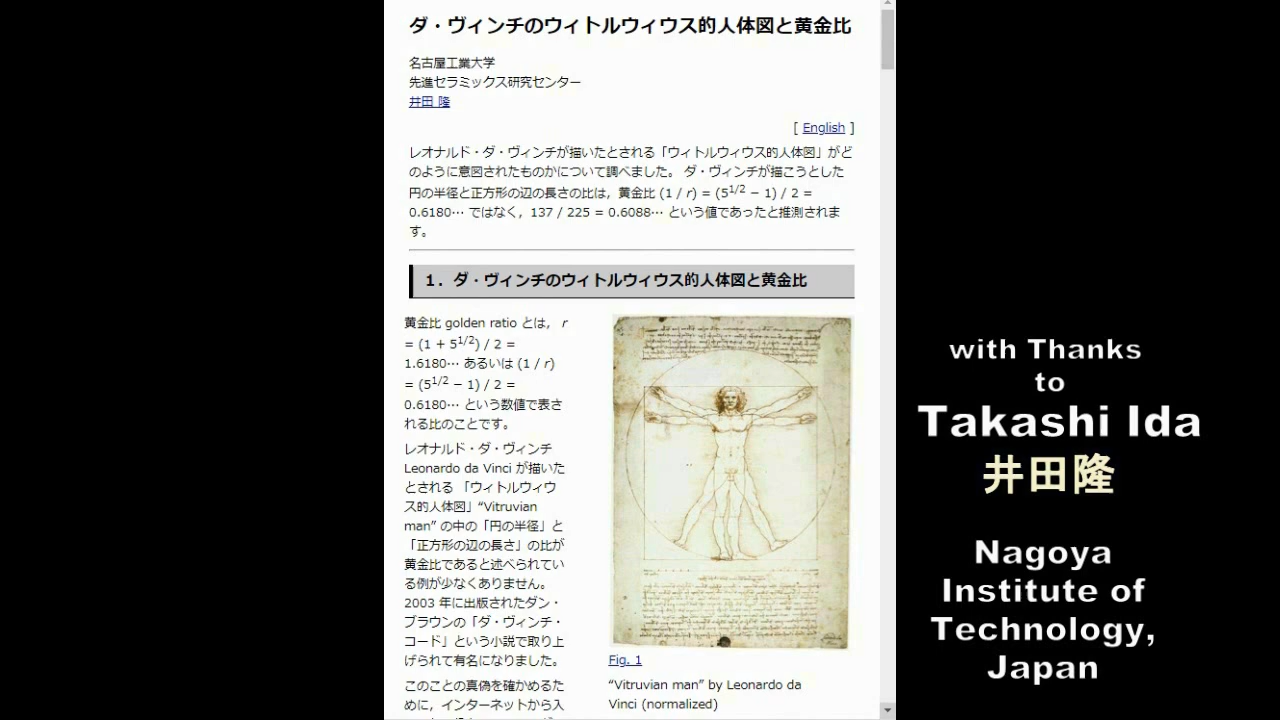 ダ・ヴィンチのウィトルウィウス的人体図と黄金比
名古屋工業大学
先進セラミックス研究センター
井田 隆
[ English ]
レオナルド・ダ・ヴィンチが描いたとされる「ウィトルウィウス的人体図」がど
のように意図されたものかについて調べました。 ダ・ヴィンチが描こうとした
円の半径と正方形の辺の長さの比は，黄金比 (1 / r) = (5^1/2 − 1) / 2 =
0.6180… ではなく，137 / 225 = 0.6088… という値であったと推測されま
す。
１．ダ・ヴィンチのウィトルウィウス的人体図と黄金比
黄金比 golden ratio とは， r
= (1 + 5^1/2) / 2 =
1.6180… あるいは (1 / r)
= (5^1/2 − 1) / 2 =
0.6180… という数値で表さ
れる比のことです。
レオナルド・ダ・ヴィンチ
Leonardo da Vinci が描いた
とされる 「ウィトルウィウ
ス的人体図」“Vitruvian
man” の中の「円の半径」と
「正方形の辺の長さ」の比が
黄金比であると述べられてい
る例が少なくありません。
2003 年に出版されたダン・
ブラウンの「ダ・ヴィンチ・
コード」という小説で取り上
げられて有名になりました。
このことの真偽を確かめるた
めに，インターネットから入
Fig. 1
“Vitruvian man” by Leonardo da
Vinci (normalized)
with Thanks
to
Takashi Ida
井田隆
Nagoya
Institute of
Technology,
Japan